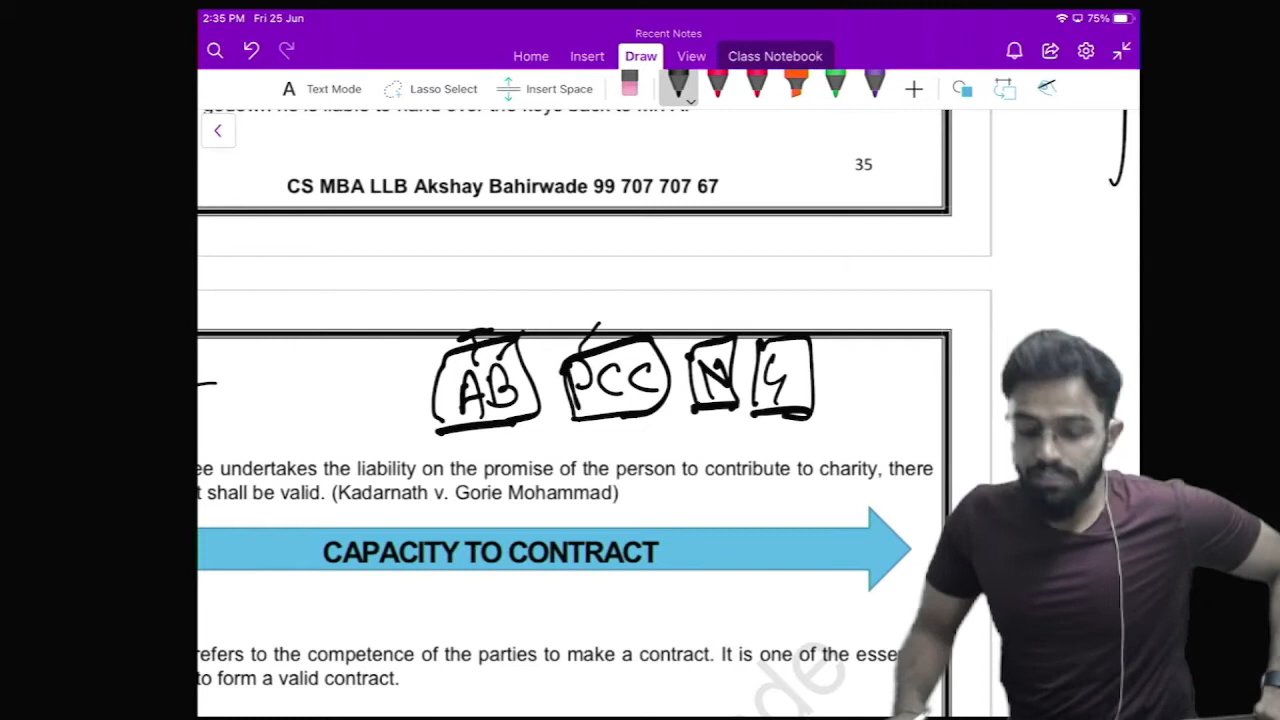 2:35 PM Fri 25 Jun
75%
Recent Notes
Home Insert Draw View Class Notebook
Text Mode Lasso Select Insert Space
35
CS MBA LLB Akshay Bahirwade 99 707 707 67
AB PCC N G
ee undertakes the liability on the promise of the person to contribute to charity, there
t shall be valid. (Kadarnath v. Gorie Mohammad)
CAPACITY TO CONTRACT
refers to the competence of the parties to make a contract. It is one of the esse
to form a valid contract.
ade